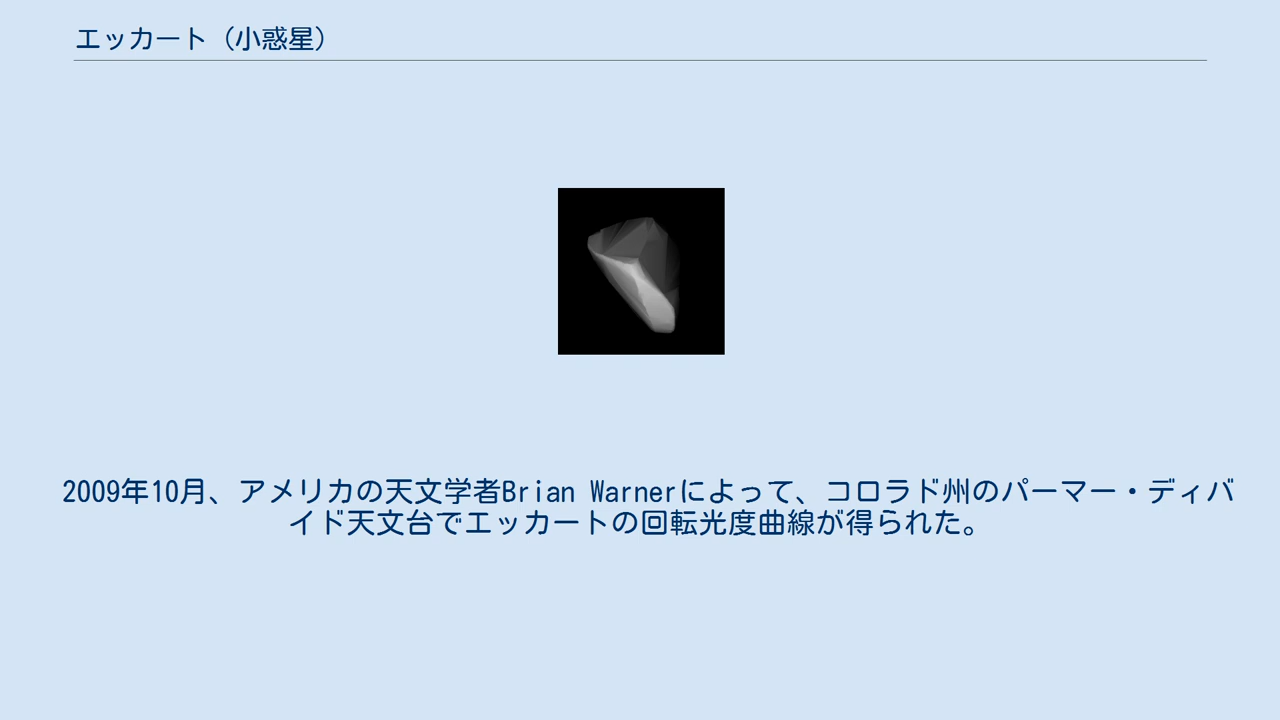 エッカート（小惑星）
2009年10月、アメリカの天文学者Brian Warnerによって、コロラド州のパーマー・ディバ
イド天文台でエッカートの回転光度曲線が得られた。